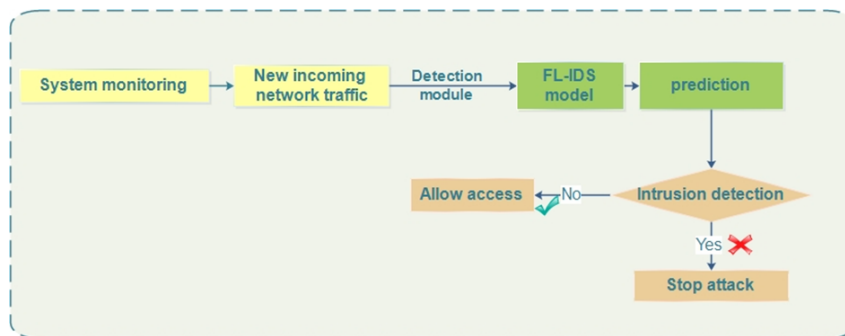 System monitoring
New incoming
network traffic
Detection
module
FL-IDS
model
prediction
Allow access
No
Intrusion detection
Yes
Stop attack